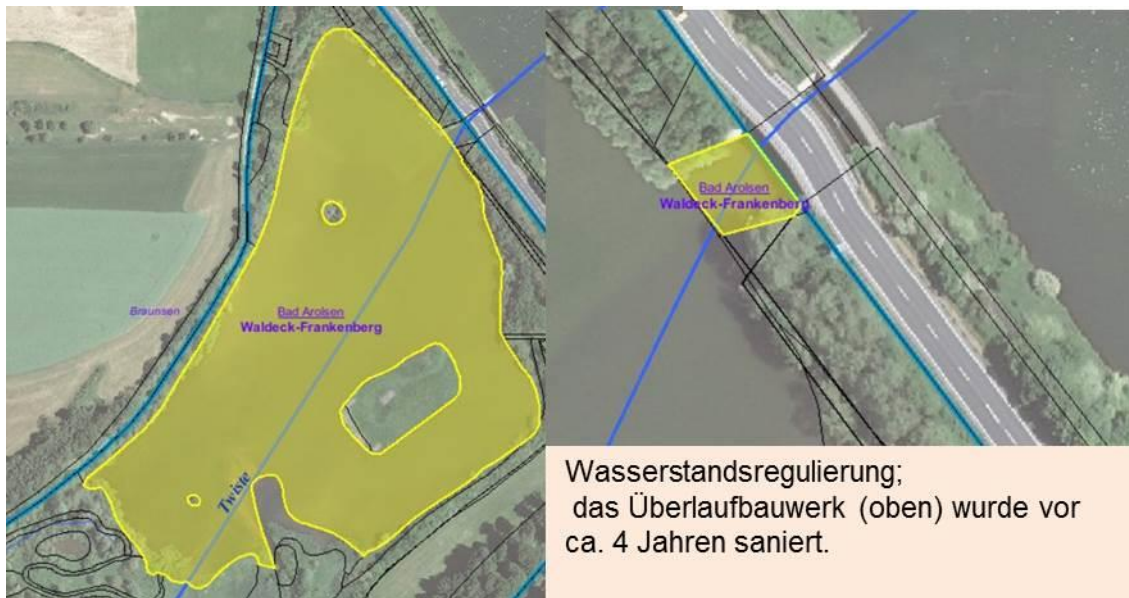 Bad Arolsen
Waldeck-Frankenberg
Braunsen
Bad Arolsen
Waldeck-Frankenberg
Twiste
Wasserstandsregulierung;
das Überlaufbauwerk (oben) wurde vor
ca. 4 Jahren saniert.